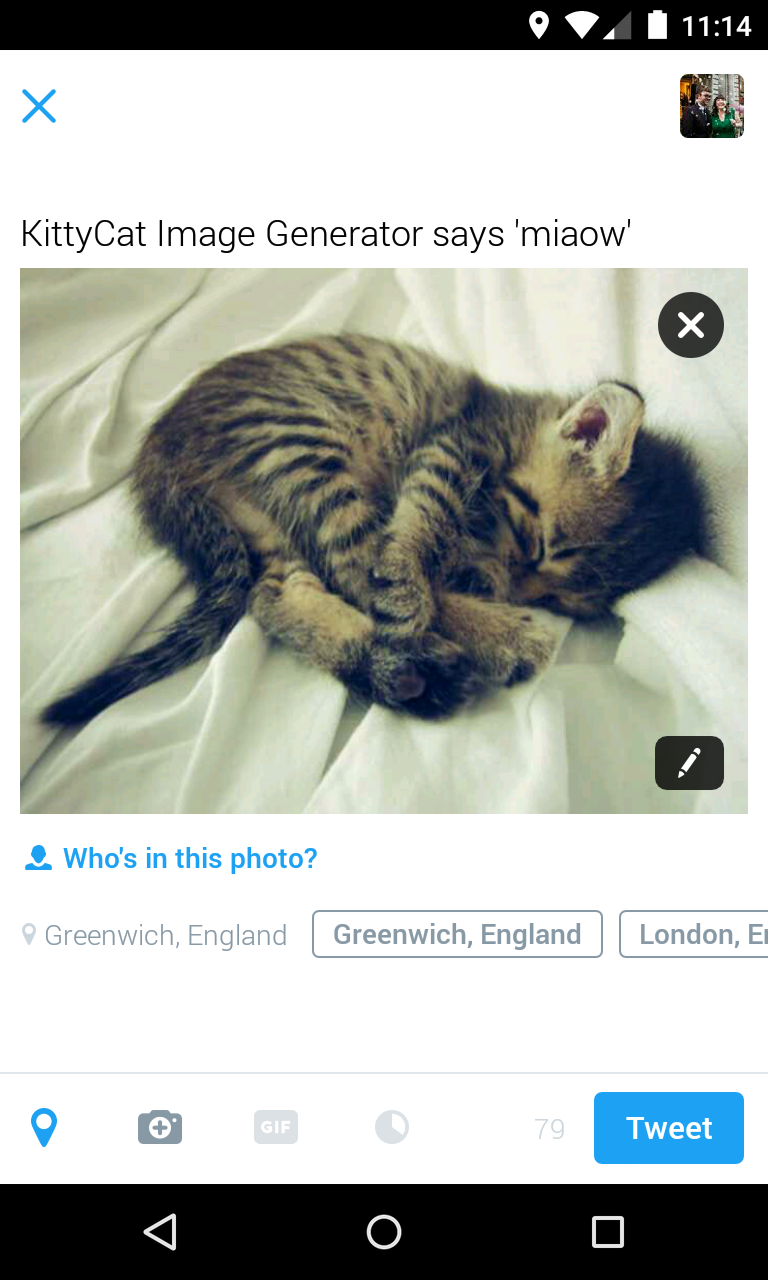 11:14
KittyCat Image Generator says 'miaow'
Who's in this photo?
Greenwich, England
Greenwich, England
London, E
GIF
79
Tweet